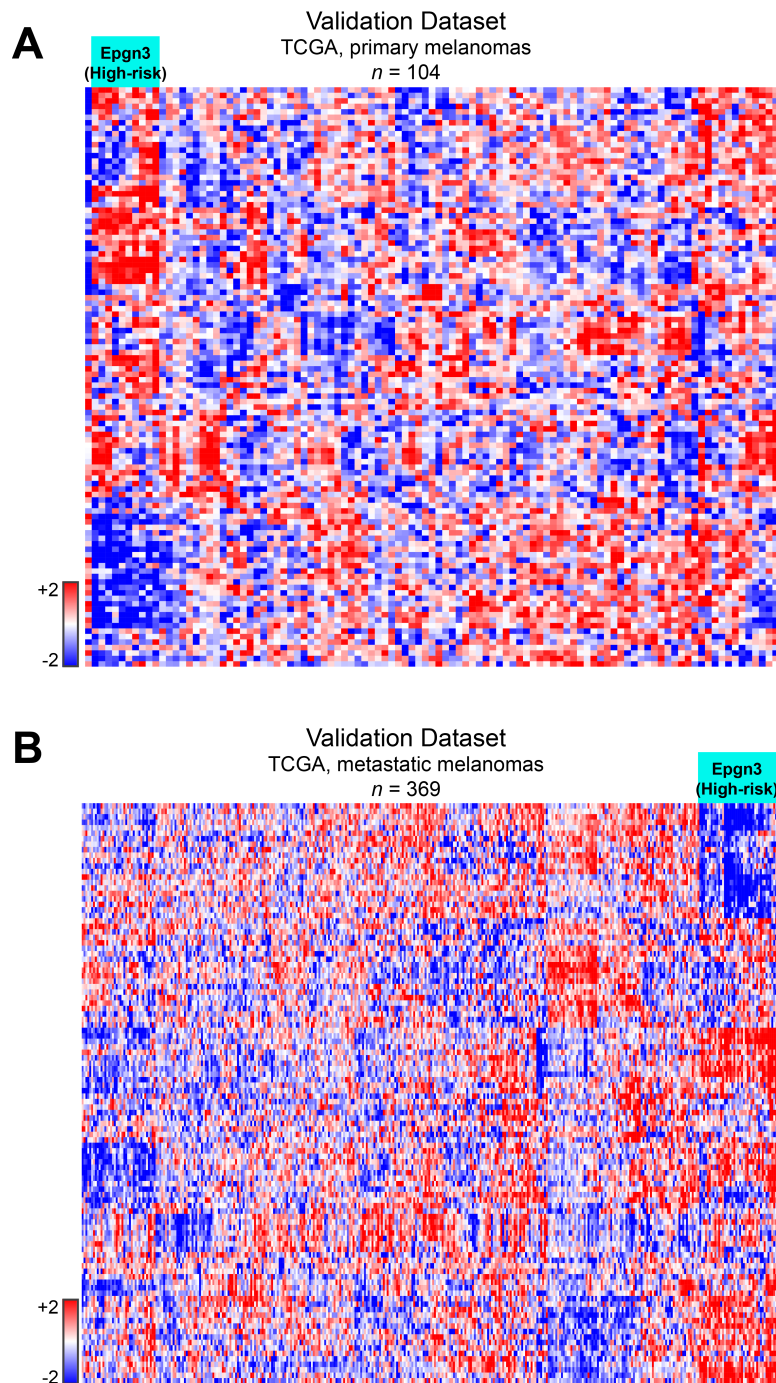 A
Validation Dataset
TCGA, primary melanomas
n = 104
Epgn3
(High-risk)
+2
-2
B
Validation Dataset
TCGA, metastatic melanomas
n = 369
Epgn3
(High-risk)
+2
-2